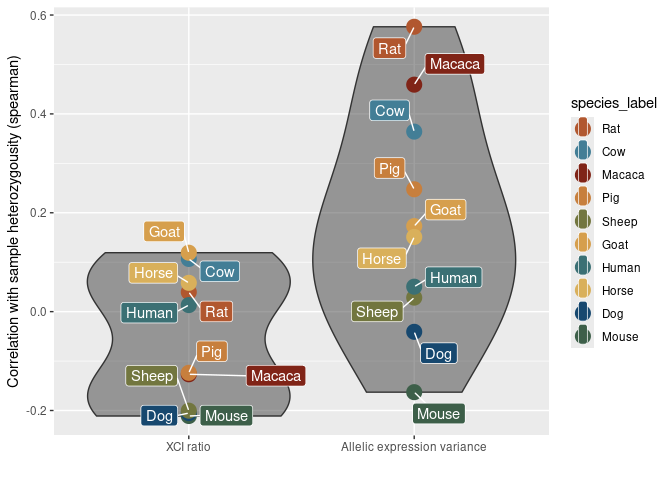 Correlation with sample heterozygousity (spearman)
0.6
0.4
0.2
0.0
-0.2
Rat
Macaca
Cow
Pig
Goat
Horse
Human
Sheep
Dog
Mouse
Goat
Cow
Horse
Rat
Human
Pig
Sheep
Macaca
Dog
Mouse
XCI ratio
Allelic expression variance
species_label
Rat
Cow
Macaca
Pig
Sheep
Goat
Human
Horse
Dog
Mouse